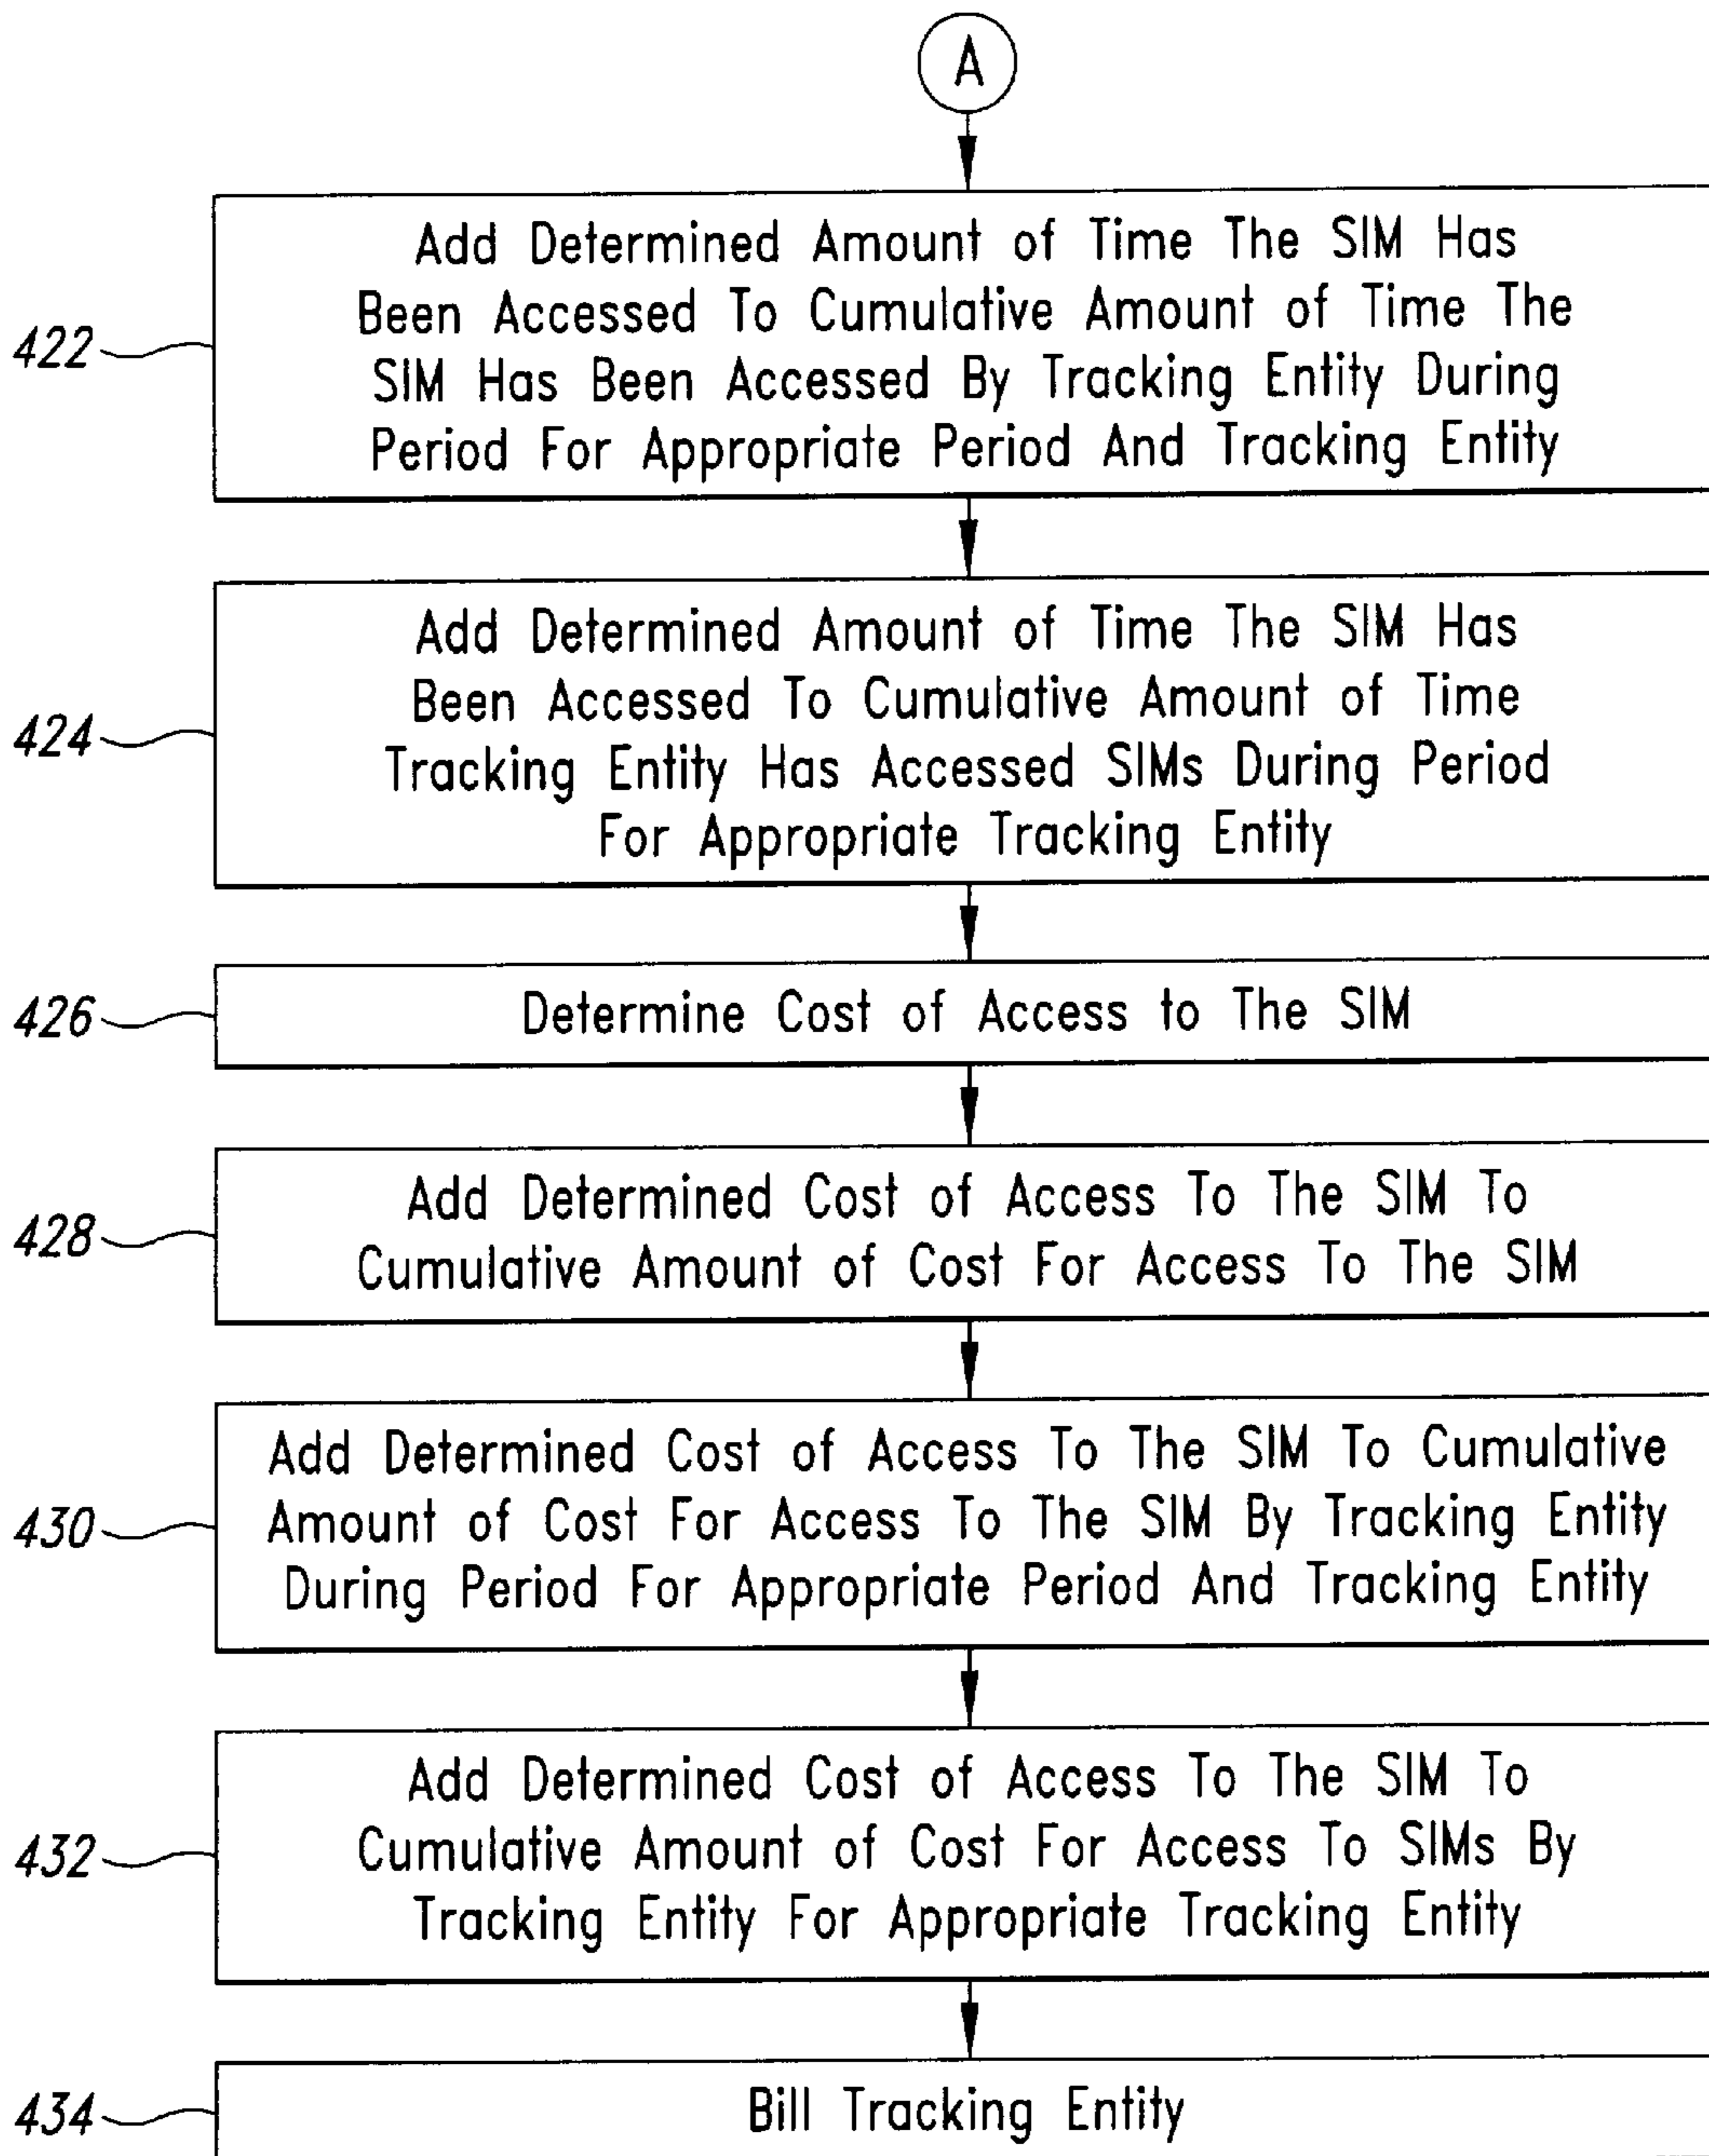 A
Add Determined Amount of Time The SIM Has
Been Accessed To Cumulative Amount of Time The
SIM Has Been Accessed By Tracking Entity During
Period For Appropriate Period And Tracking Entity
422
Add Determined Amount of Time The SIM Has
Been Accessed To Cumulative Amount of Time
Tracking Entity Has Accessed SIMs During Period
For Appropriate Tracking Entity
424
Determine Cost of Access to The SIM
426
Add Determined Cost of Access To The SIM To
Cumulative Amount of Cost For Access To The SIM
428
Add Determined Cost of Access To The SIM To Cumulative
Amount of Cost For Access To The SIM By Tracking Entity
During Period For Appropriate Period And Tracking Entity
430
Add Determined Cost of Access To The SIM To
Cumulative Amount of Cost For Access To SIMs By
Tracking Entity For Appropriate Tracking Entity
432
Bill Tracking Entity
434